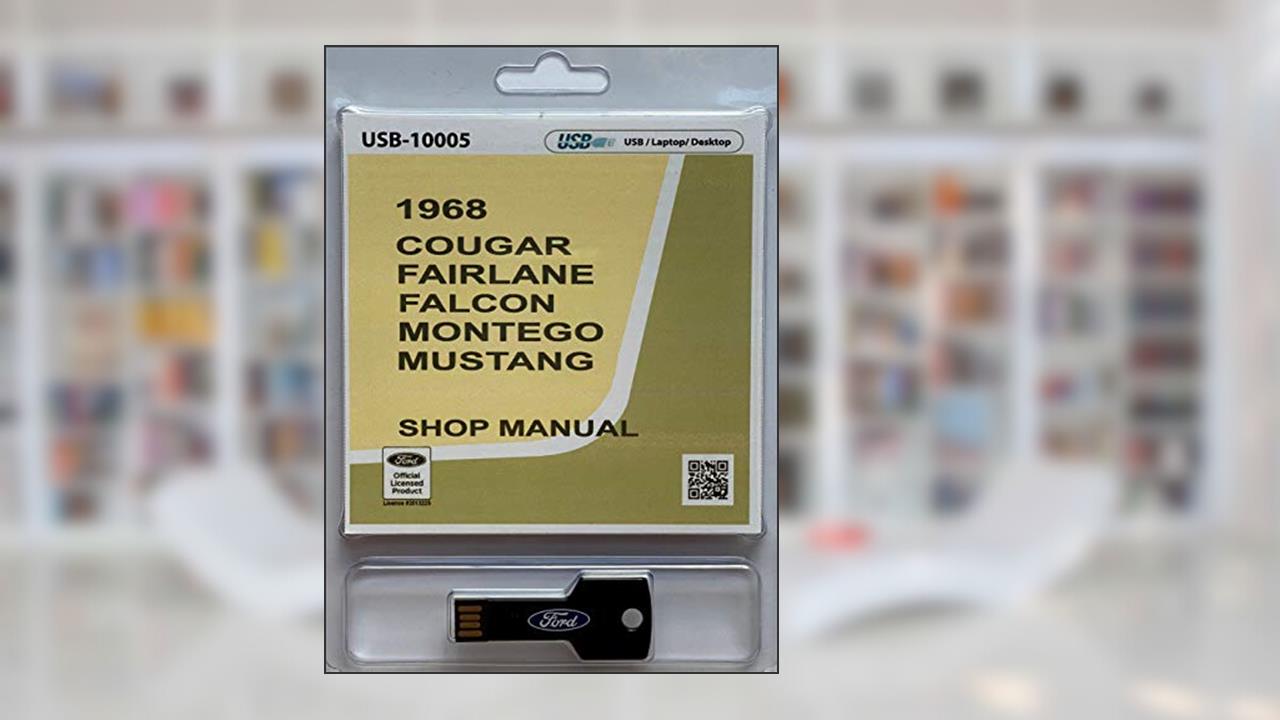 USB-10005
USB
USB / Laptop/ Desktop
1968
COUGAR
FAIRLANE
FALCON
MONTEGO
MUSTANG
SHOP MANUAL
Ford
Official
Licensed
Product
Ford